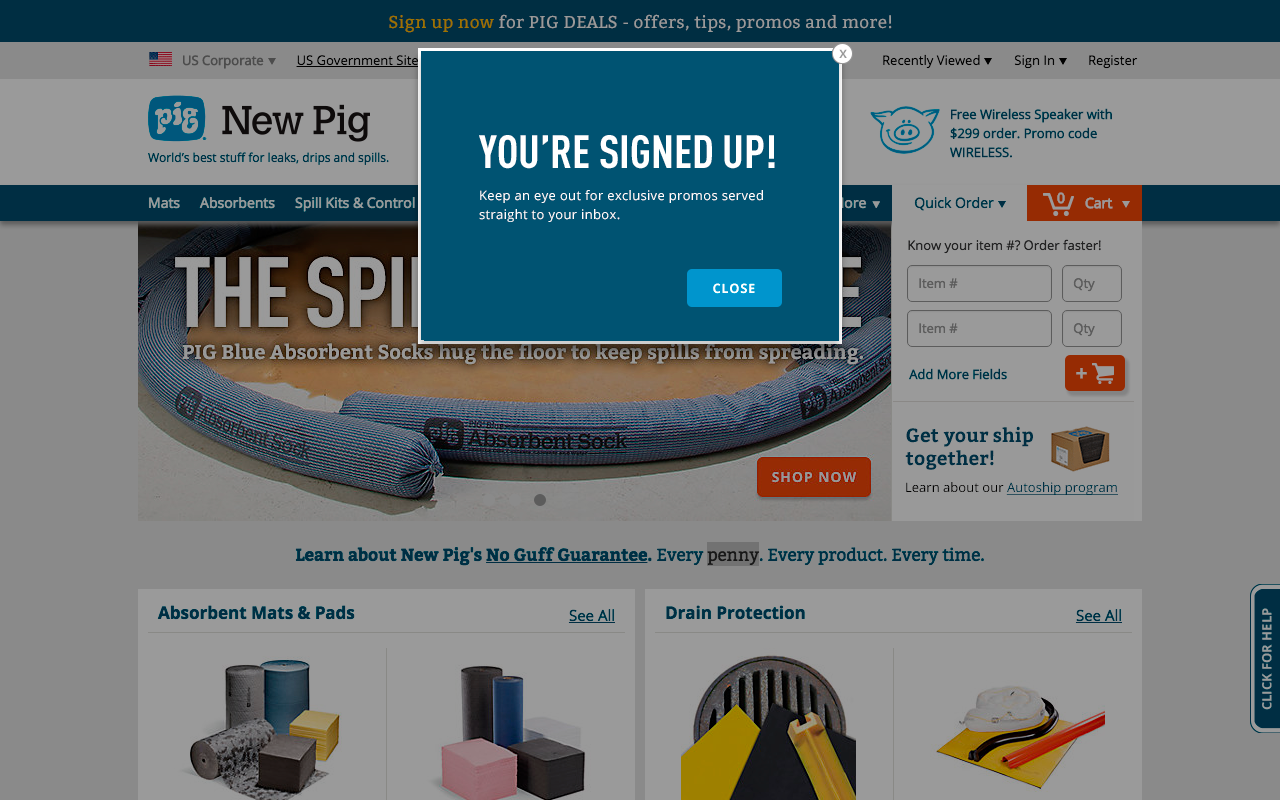 Sign up now for PIG DEALS - offers, tips, promos and more!
US Corporate
US Government Site
Recently Viewed
Sign In
Register
X
pig
New Pig
World's best stuff for leaks, drips and spills.
Free Wireless Speaker with
$299 order. Promo code
WIRELESS.
YOU'RE SIGNED UP!
Keep an eye out for exclusive promos served
straight to your inbox.
CLOSE
Mats
Absorbents
Spill Kits & Control
Quick Order
0
Cart
Know your item #? Order faster!
Item #
Qty
Item #
Qty
Add More Fields
+
THE
PIG Blue Absorbent Socks hug the floor to keep spills from spreading.
pig Absorbent Sock
pig Absorbent Sock
pig Absorbent
SHOP NOW
Get your ship
together!
Learn about our Autoship program
Learn about New Pig's No Guff Guarantee. Every penny. Every product. Every time.
Absorbent Mats & Pads
See All
Drain Protection
See All
CLICK FOR HELP